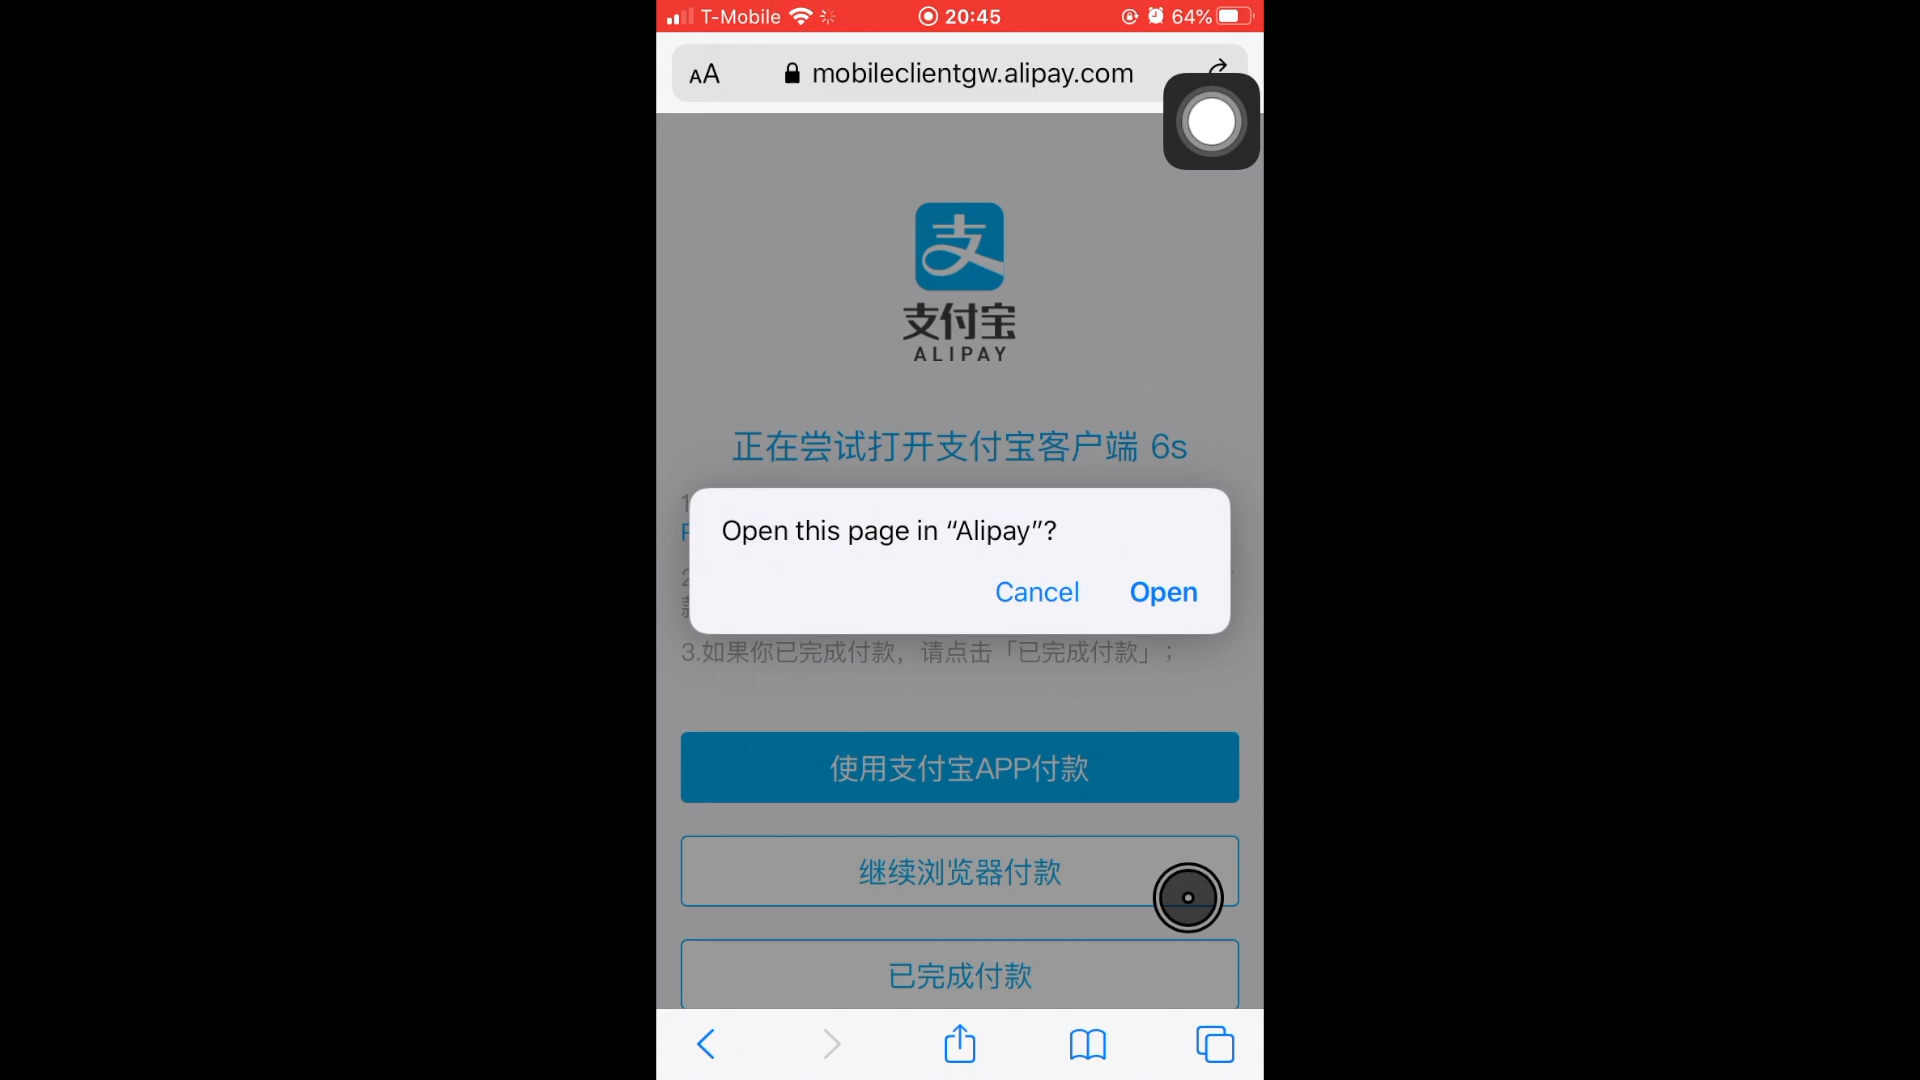 T-Mobile 20:45 64%
AA mobileclientgw.alipay.com
支
支付宝
ALIPAY
正在尝试打开支付宝客户端 6s
1
Open this page in “Alipay”?
2
Cancel Open
3.如果你已完成付款，请点击「已完成付款」；
使用支付宝APP付款
继续浏览器付款
已完成付款